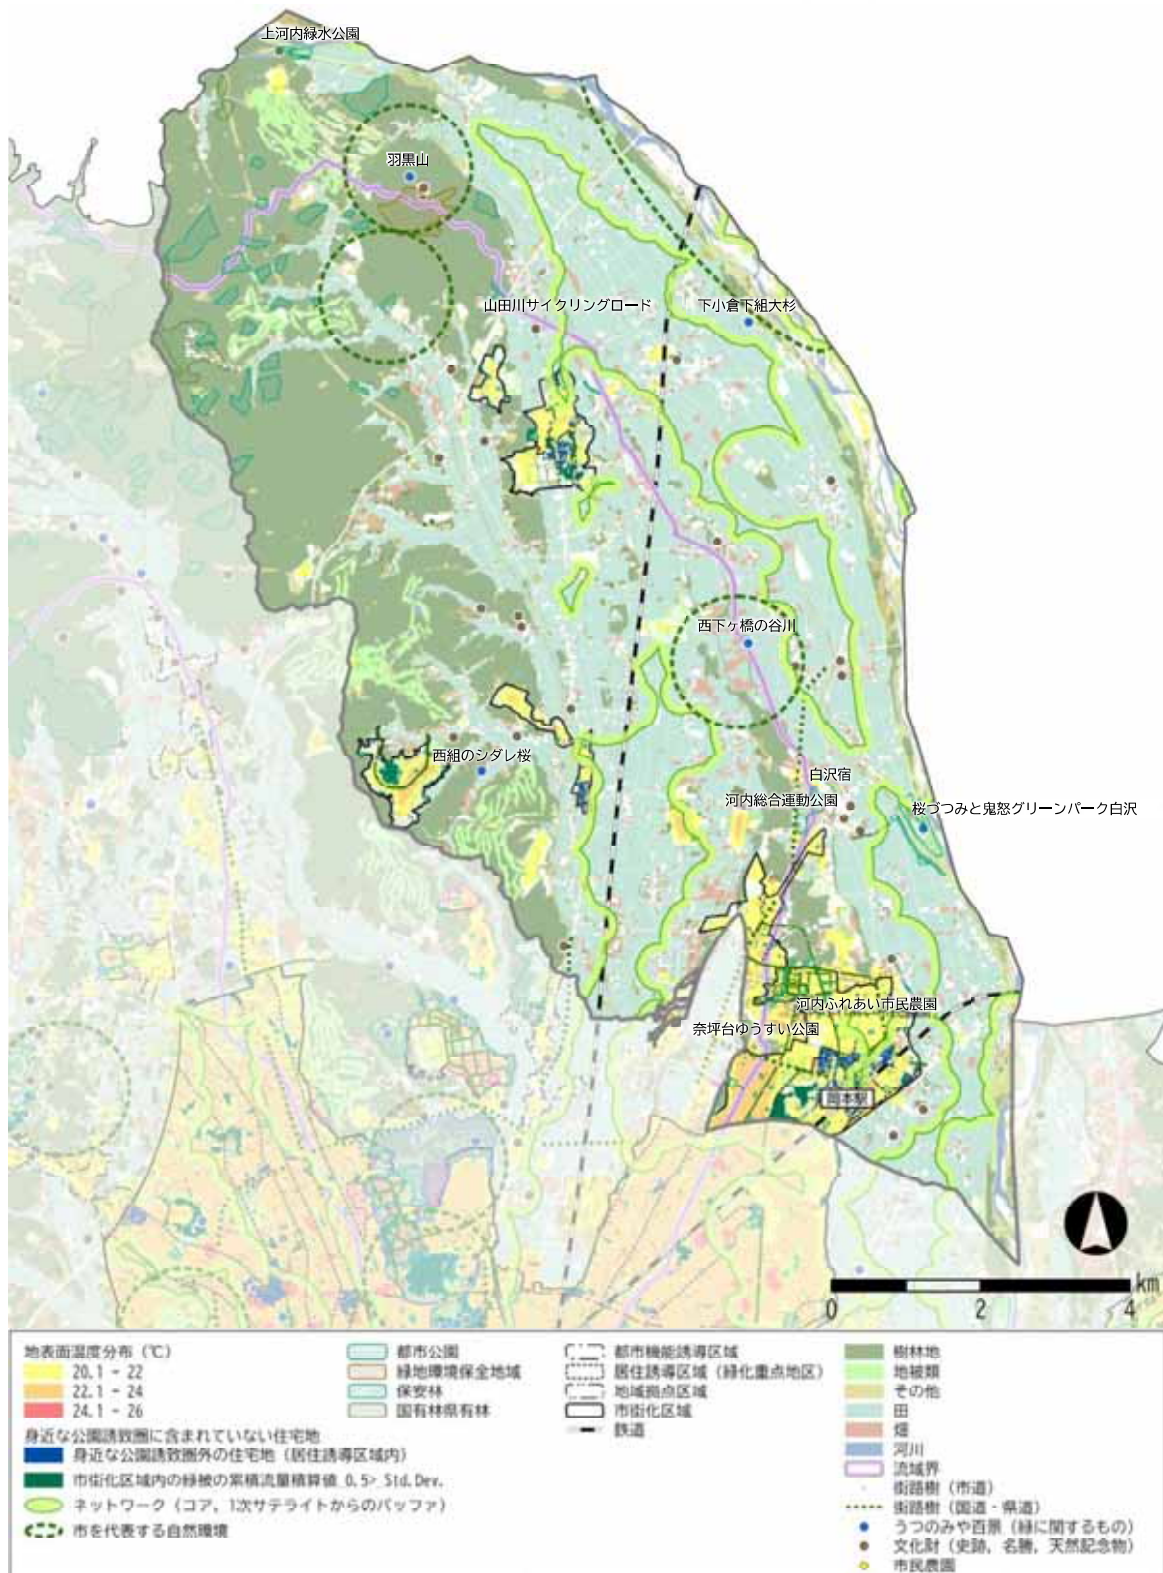 上河内緑水公園
羽黒山
山田川サイクリングロード
下小倉下組大杉
西下ヶ橋の谷川
西組のシダレ桜
白沢宿
河内総合運動公園
桜づつみと鬼怒グリーンパーク白沢
河内ふれあい市民農園
奈坪台ゆうすい公園
岡本駅
0 2 4 km
地表面温度分布（℃）
20.1 - 22
22.1 - 24
24.1 - 26
身近な公園誘致圏に含まれていない住宅地
身近な公園誘致圏外の住宅地（居住誘導区域内）
市街化区域内の緑被の累積流量積算値 0.5> Std.Dev.
ネットワーク（コア，1次サテライトからのバッファ）
市を代表する自然環境
都市公園
緑地環境保全地域
保安林
国有林県有林
都市機能誘導区域
居住誘導区域（緑化重点地区）
地域拠点区域
市街化区域
鉄道
樹林地
地被類
その他
田
畑
河川
流域界
街路樹（市道）
街路樹（国道・県道）
うつのみや百景（緑に関するもの）
文化財（史跡，名勝，天然記念物）
市民農園